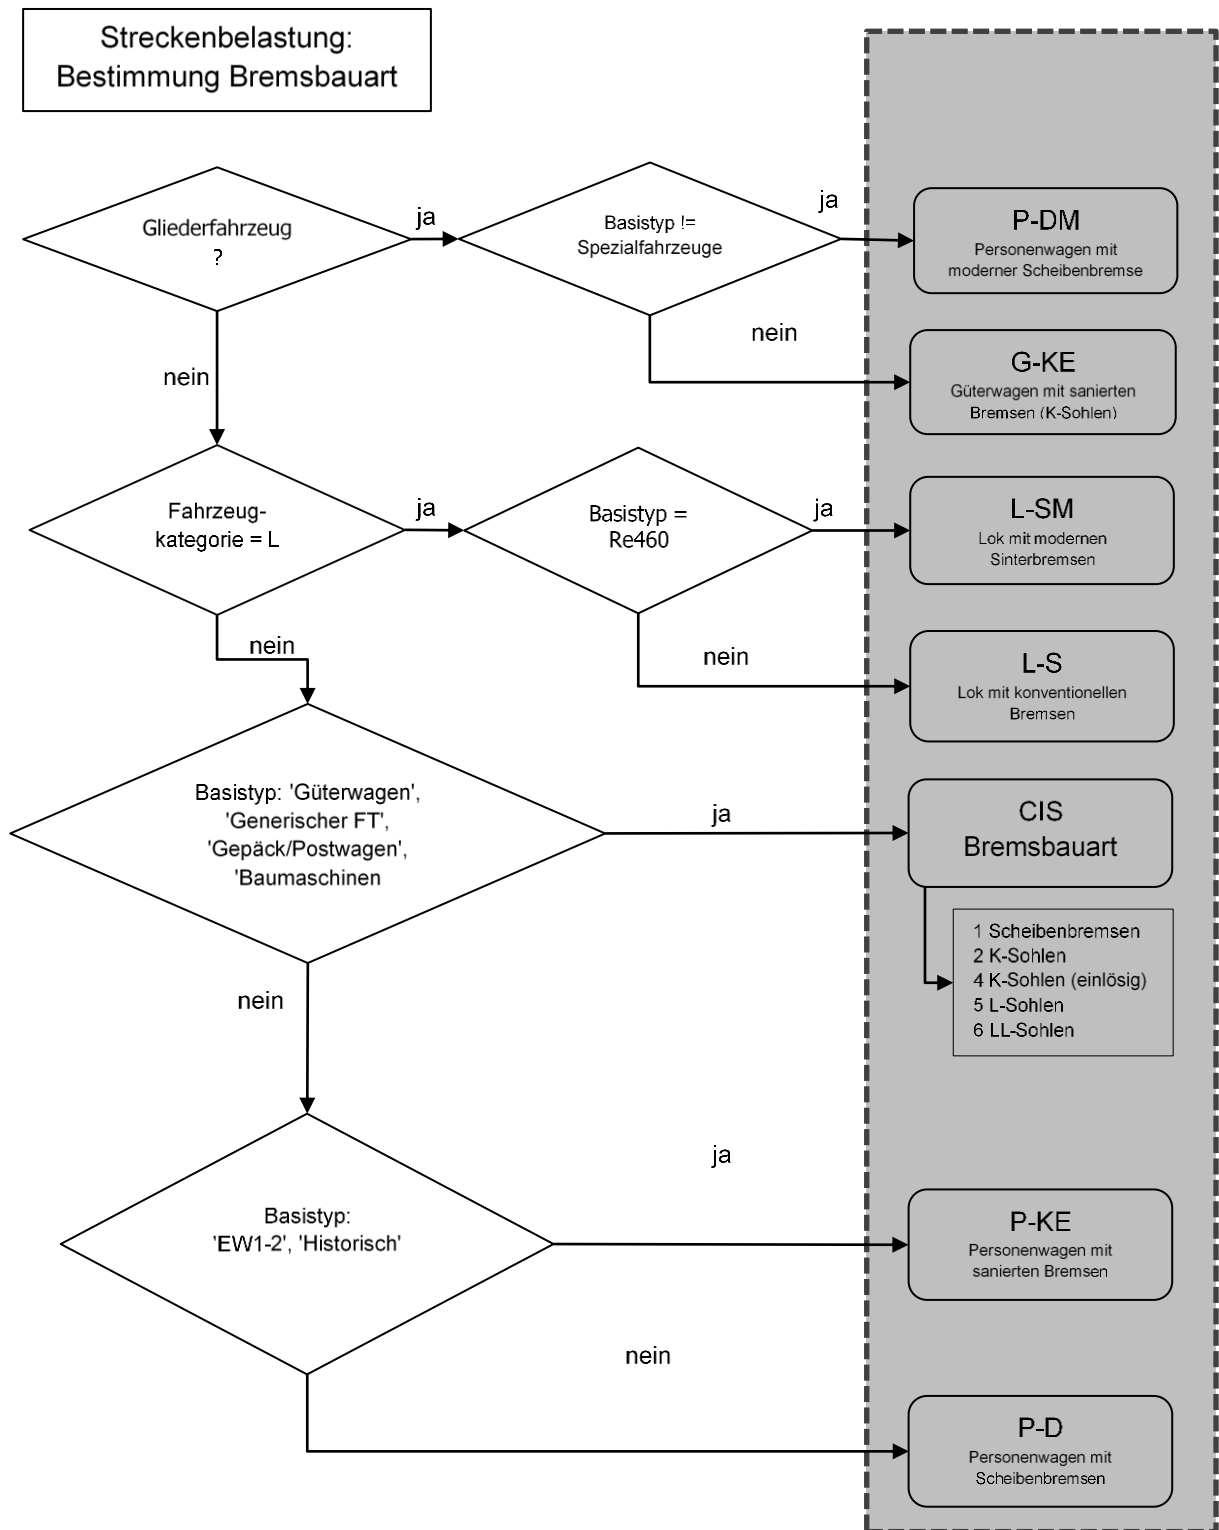 Streckenbelastung:
Bestimmung Bremsbauart
Gliederfahrzeug
?
ja
Basistyp !=
Spezialfahrzeuge
ja
P-DM
Personenwagen mit
moderner Scheibenbremse
nein
G-KE
Güterwagen mit sanierten
Bremsen (K-Sohlen)
nein
Fahrzeug-
kategorie = L
ja
Basistyp =
Re460
ja
L-SM
Lok mit modernen
Sinterbremsen
nein
L-S
Lok mit konventionellen
Bremsen
nein
Basistyp: 'Güterwagen',
'Generischer FT',
'Gepäck/Postwagen',
'Baumaschinen
ja
CIS
Bremsbauart
1 Scheibenbremsen
2 K-Sohlen
4 K-Sohlen (einlösig)
5 L-Sohlen
6 LL-Sohlen
nein
Basistyp:
'EW1-2', 'Historisch'
ja
P-KE
Personenwagen mit
sanierten Bremsen
nein
P-D
Personenwagen mit
Scheibenbremsen